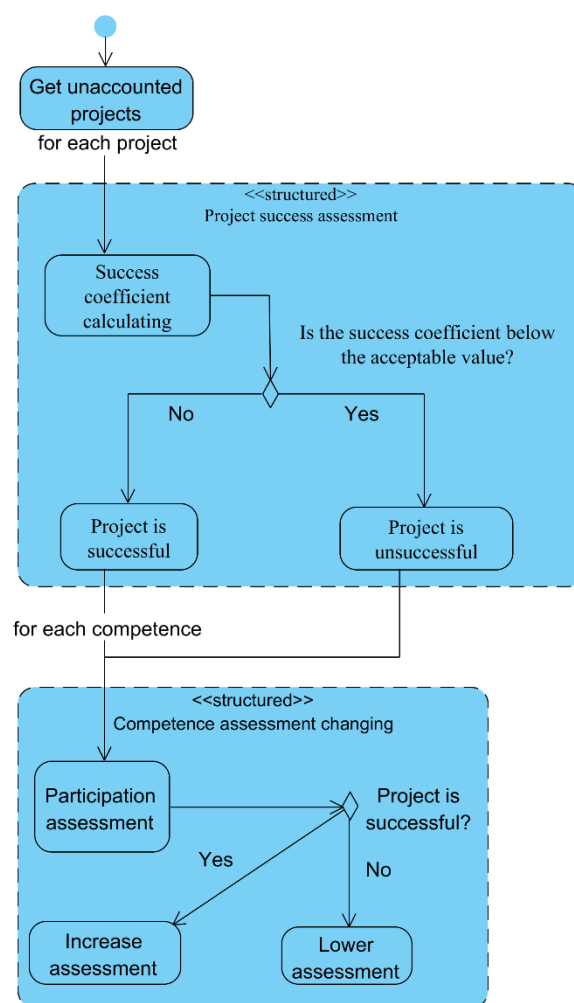 Get unaccounted
projects
for each project
<<structured>>
Project success assessment
Success
coefficient
calculating
Is the success coefficient below
the acceptable value?
No
Yes
Project is
successful
Project is
unsuccessful
for each competence
<<structured>>
Competence assessment changing
Participation
assessment
Project is
successful?
Yes
No
Increase
assessment
Lower
assessment